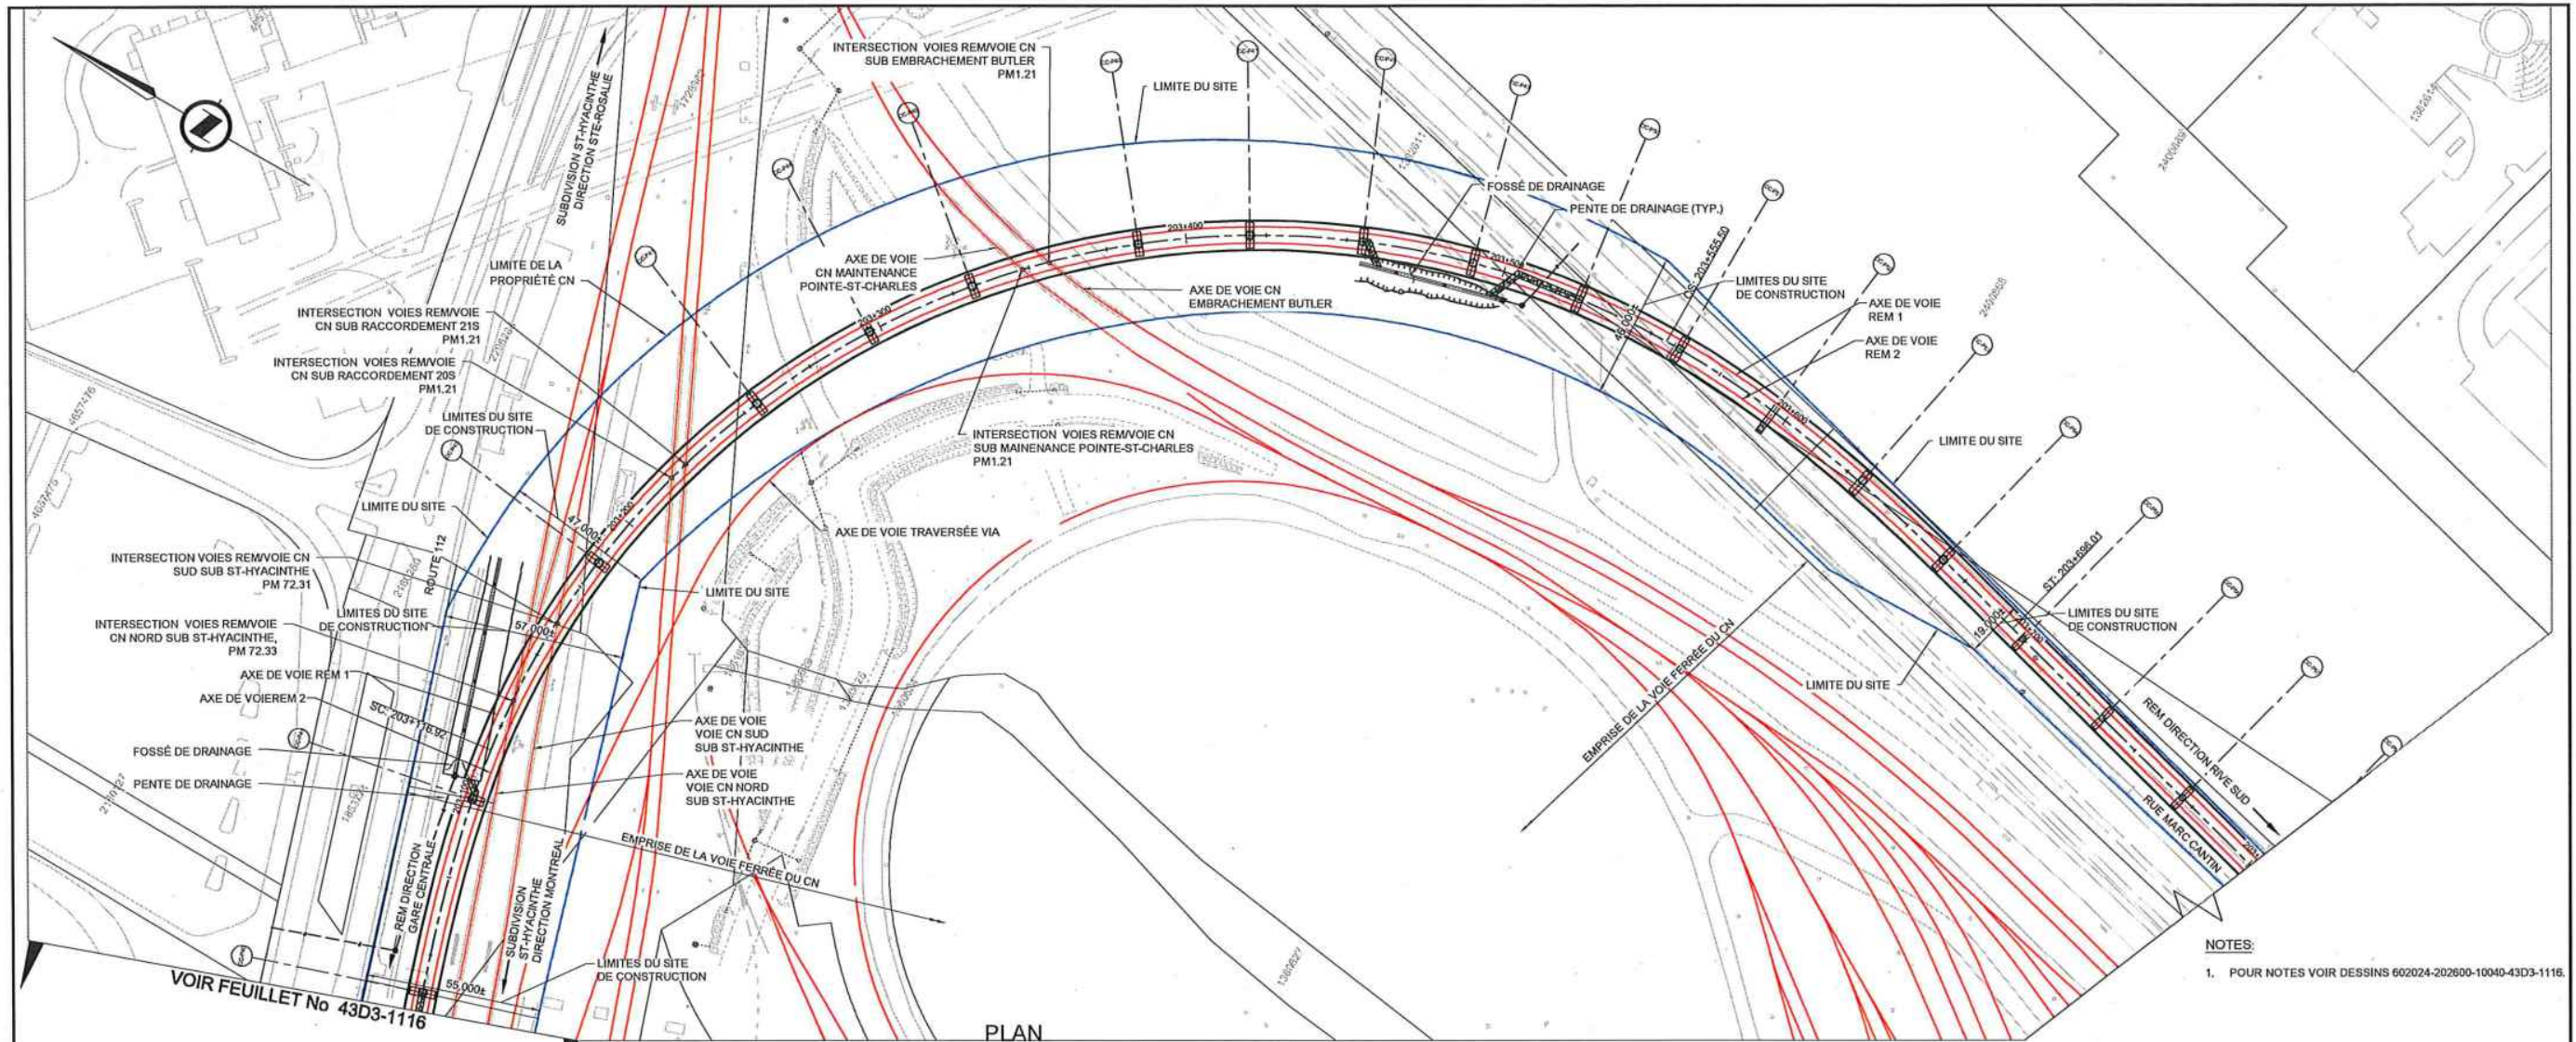 INTERSECTION VOIES REM/VOIE CN
SUB EMBRACHEMENT BUTLER
PM1.21
LIMITE DU SITE
SUBDIVISION ST-HYACINTHE
DIRECTION STE-ROSALIE
LIMITE DE LA
PROPRIÉTÉ CN
AXE DE VOIE
CN MAINTENANCE
POINTE-ST-CHARLES
203+400
FOSSÉ DE DRAINAGE
PENTE DE DRAINAGE (TYP.)
CS: 203+555.50
LIMITES DU SITE
DE CONSTRUCTION
AXE DE VOIE
REM 1
AXE DE VOIE
REM 2
46,000±
AXE DE VOIE CN
EMBRACHEMENT BUTLER
INTERSECTION VOIES REM/VOIE
CN SUB RACCORDEMENT 21S
PM1.21
203+300
INTERSECTION VOIES REM/VOIE
CN SUB RACCORDEMENT 20S
PM1.21
LIMITES DU SITE
DE CONSTRUCTION
INTERSECTION VOIES REM/VOIE CN
SUB MAINENANCE POINTE-ST-CHARLES
PM1.21
203+600
LIMITE DU SITE
LIMITE DU SITE
47,000±
203+200
AXE DE VOIE TRAVERSÉE VIA
ROUTE 112
INTERSECTION VOIES REM/VOIE CN
SUD SUB ST-HYACINTHE
PM 72.31
LIMITE DU SITE
ST: 203+696.01
LIMITES DU SITE
DE CONSTRUCTION
57,000±
INTERSECTION VOIES REM/VOIE
CN NORD SUB ST-HYACINTHE,
PM 72.33
LIMITES DU SITE
DE CONSTRUCTION
19,000±
AXE DE VOIE REM 1
AXE DE VOIEREM 2
SC: 203+116.92
LIMITE DU SITE
EMPRISE DE LA VOIE FERRÉE DU CN
AXE DE VOIE
VOIE CN SUD
SUB ST-HYACINTHE
FOSSÉ DE DRAINAGE
PENTE DE DRAINAGE
AXE DE VOIE
VOIE CN NORD
SUB ST-HYACINTHE
REM DIRECTION RIVE SUD
RUE MARC CANTIN
EMPRISE DE LA VOIE FERRÉE DU CN
REM DIRECTION
GARE CENTRALE
SUBDIVISION
ST-HYACINTHE
DIRECTION MONTREAL
LIMITES DU SITE
DE CONSTRUCTION
55,000±
VOIR FEUILLET No 43D3-1116
PLAN
NOTES:
1. POUR NOTES VOIR DESSINS 602024-202600-10040-43D3-1116.